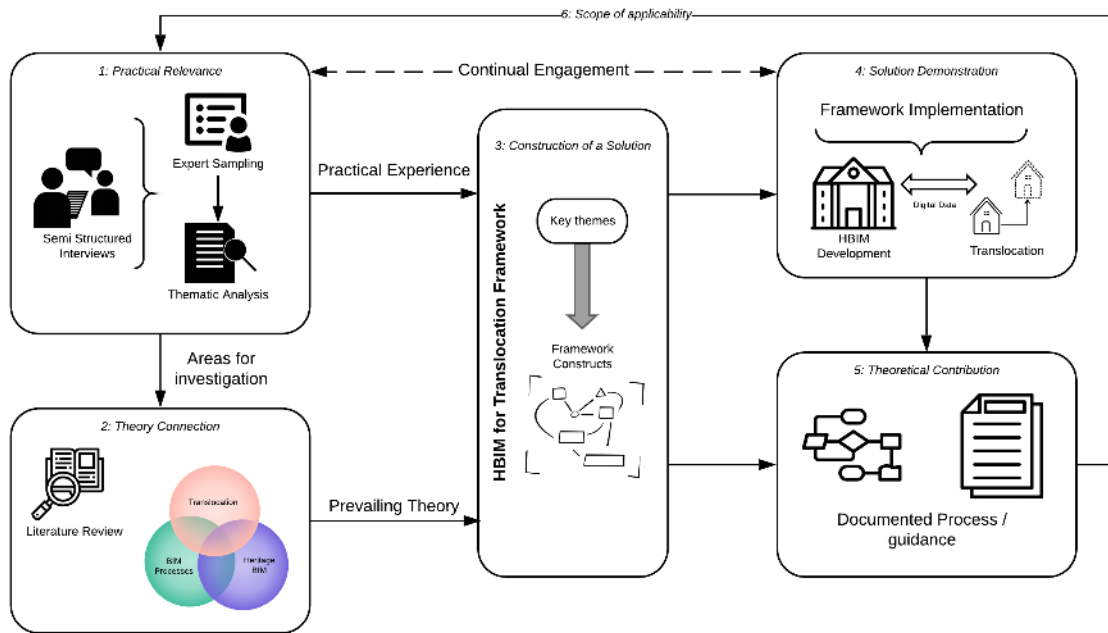 6: Scope of applicability
1: Practical Relevance
Expert Sampling
Semi Structured
Interviews
Thematic Analysis
Continual Engagement
Practical Experience
Areas for
investigation
2: Theory Connection
Literature Review
Translocation
BIM
Processes
Heritage
BIM
Prevailing Theory
HBIM for Translocation Framework
3: Construction of a Solution
Key themes
Framework
Constructs
4: Solution Demonstration
Framework Implementation
Digital Data
HBIM
Development
Translocation
5: Theoretical Contribution
Documented Process /
guidance